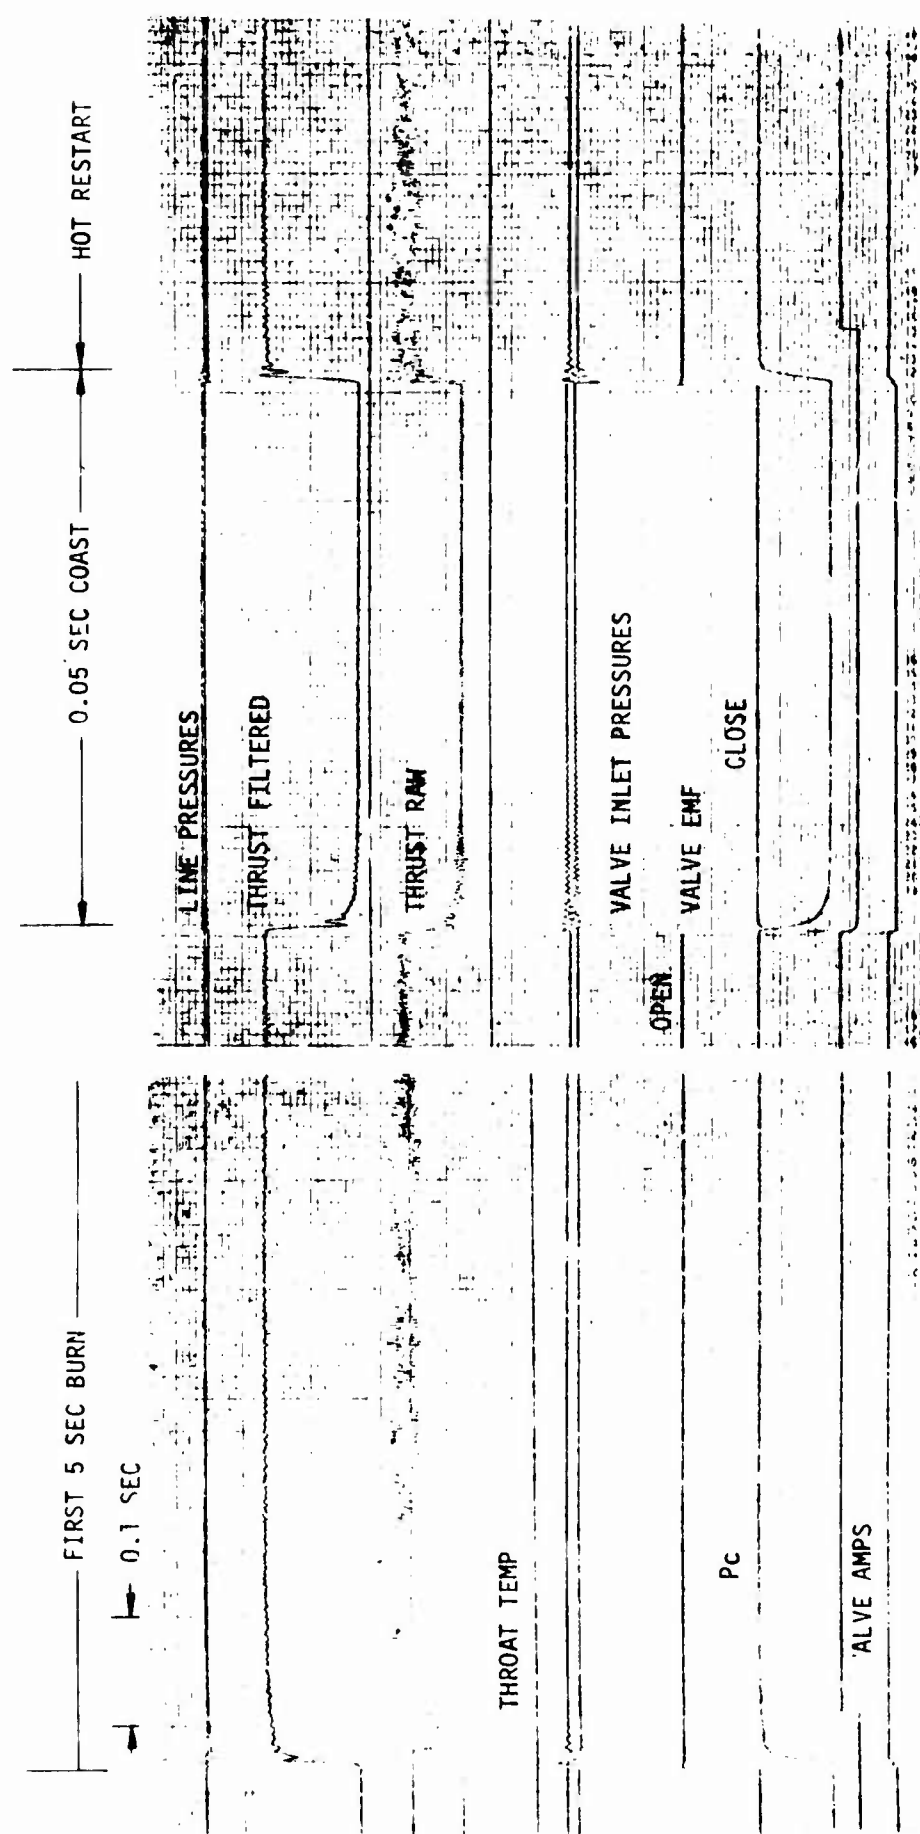 FIRST 5 SEC BURN
0.05 SEC COAST
HOT RESTART
0.1 SEC
LINE PRESSURES
THRUST FILTERED
THRUST RAW
THROAT TEMP
VALVE INLET PRESSURES
OPEN
VALVE EMF
CLOSE
Pc
ALVE AMPS